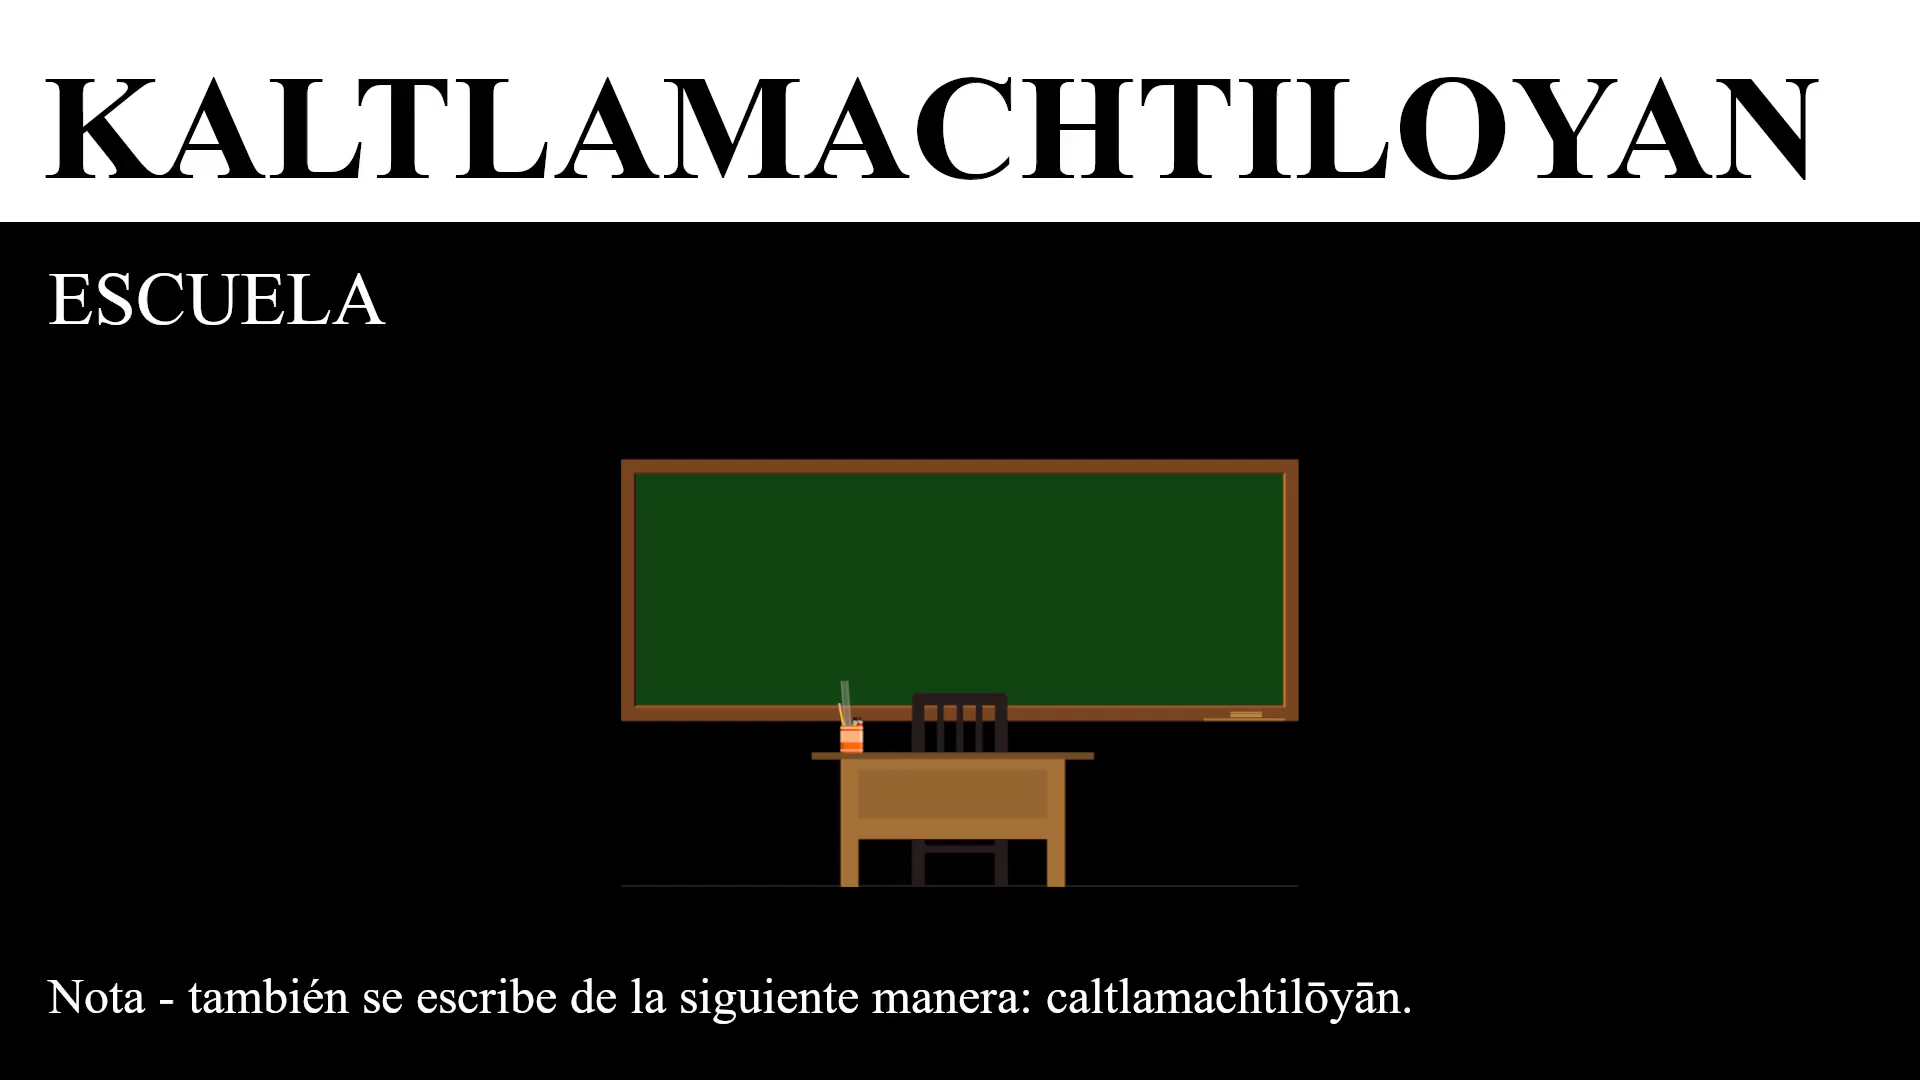 KALTLAMACHTILOYAN
ESCUELA
Nota - también se escribe de la siguiente manera: caltlamachtilōyān.